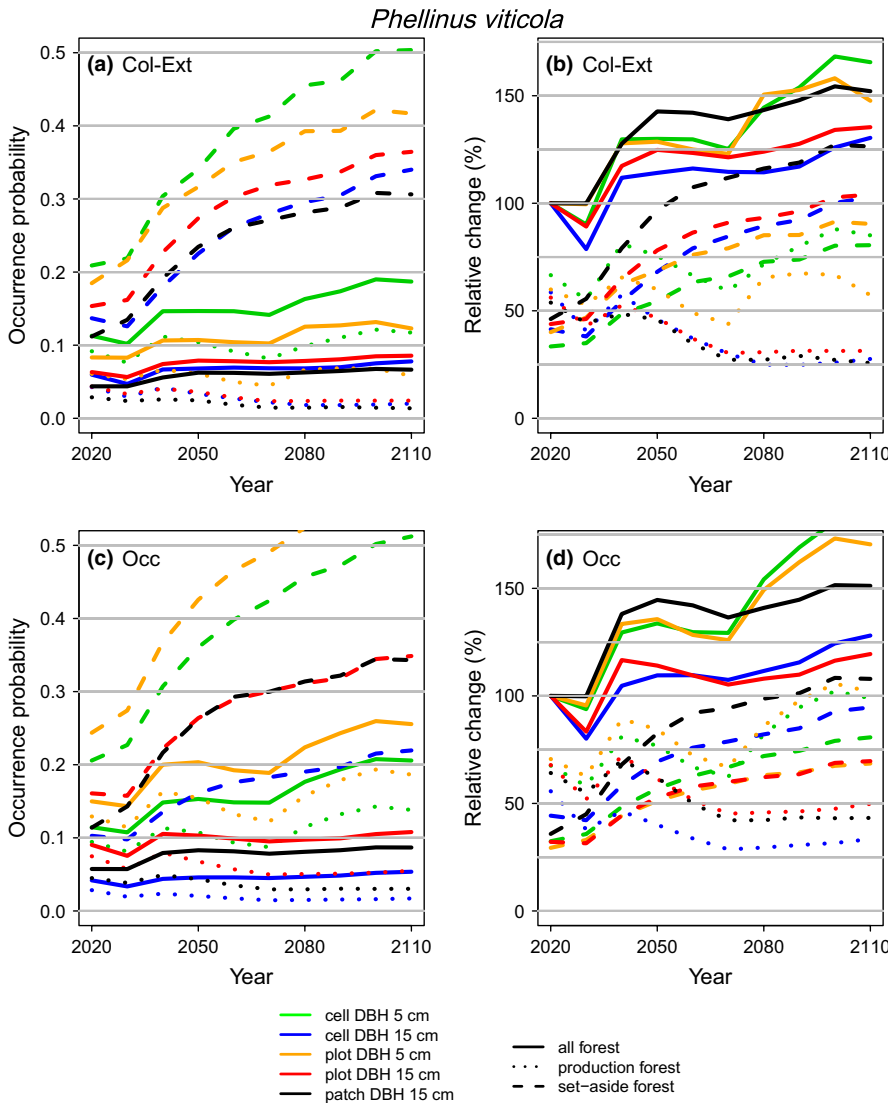 Phellinus viticola
(a) Col-Ext
Occurrence probability
0.5
0.4
0.3
0.2
0.1
0.0
2020
2050
2080
2110
Year
(b) Col-Ext
Relative change (%)
150
100
50
0
2020
2050
2080
2110
Year
(c) Occ
Occurrence probability
0.5
0.4
0.3
0.2
0.1
0.0
2020
2050
2080
2110
Year
(d) Occ
Relative change (%)
150
100
50
0
2020
2050
2080
2110
Year
cell DBH 5 cm
cell DBH 15 cm
plot DBH 5 cm
plot DBH 15 cm
patch DBH 15 cm
all forest
production forest
set−aside forest